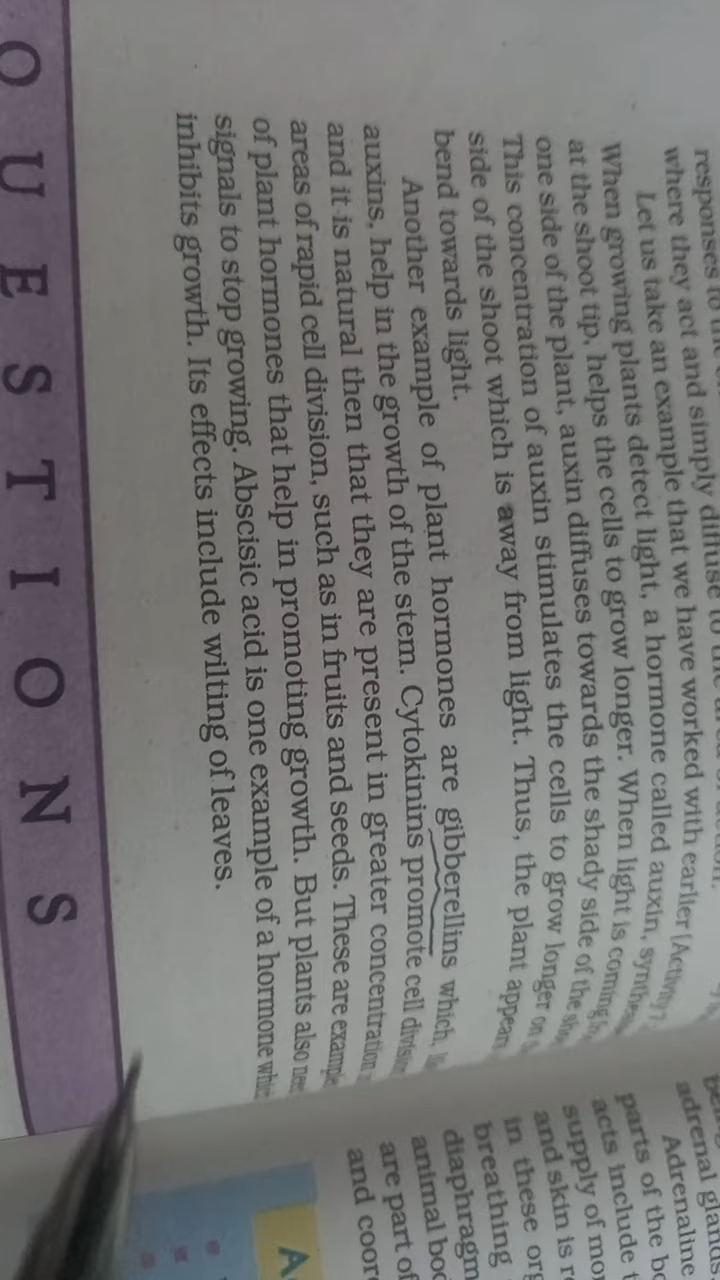 responses to
where they act and simply diffuse to the
Let us take an example that we have worked with earlier [Activity
When growing plants detect light, a hormone called auxin,
at the shoot tip, helps the cells to grow longer. When light is coming
one side of the plant, auxin diffuses towards the shady side of the
This concentration of auxin stimulates the cells to grow longer on
side of the shoot which is away from light. Thus, the plant
bend towards light.
Another example of plant hormones are gibberellins which,
auxins, help in the growth of the stem. Cytokinins promote cell
and it is natural then that they are present in greater concentration
areas of rapid cell division, such as in fruits and seeds. These are
of plant hormones that help in promoting growth. But plants also
signals to stop growing. Abscisic acid is one example of a hormone
inhibits growth. Its effects include wilting of leaves.
O U E S T I O N S
adrenal
Adrenaline
parts of the
acts include
supply of
and skin is
in these
breathing
diaphragm
animal
are part of
and